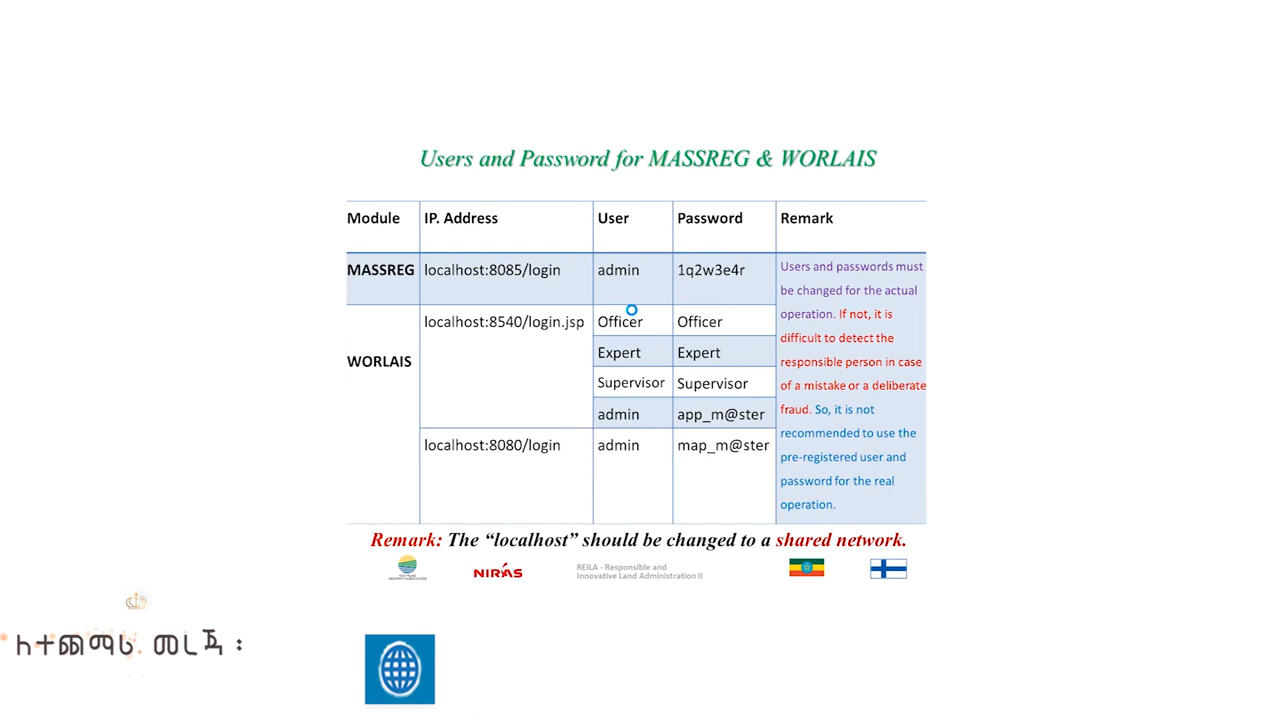 Users and Password for MASSREG & WORLAIS
Module IP. Address User Password Remark
MASSREG localhost:8085/login admin 1q2w3e4r
WORLAIS
localhost:8540/login.jsp Officer Officer
Expert Expert
Supervisor Supervisor
admin app_m@ster
localhost:8080/login admin map_m@ster
Users and passwords must
be changed for the actual
operation. If not, it is
difficult to detect the
responsible person in case
of a mistake or a deliberate
fraud. So, it is not
recommended to use the
pre-registered user and
password for the real
operation.
Remark: The “localhost” should be changed to a shared network.
NIRAS
REILA - Responsible and
Innovative Land Administration II
ለተጨማሪ መረጃ ፡